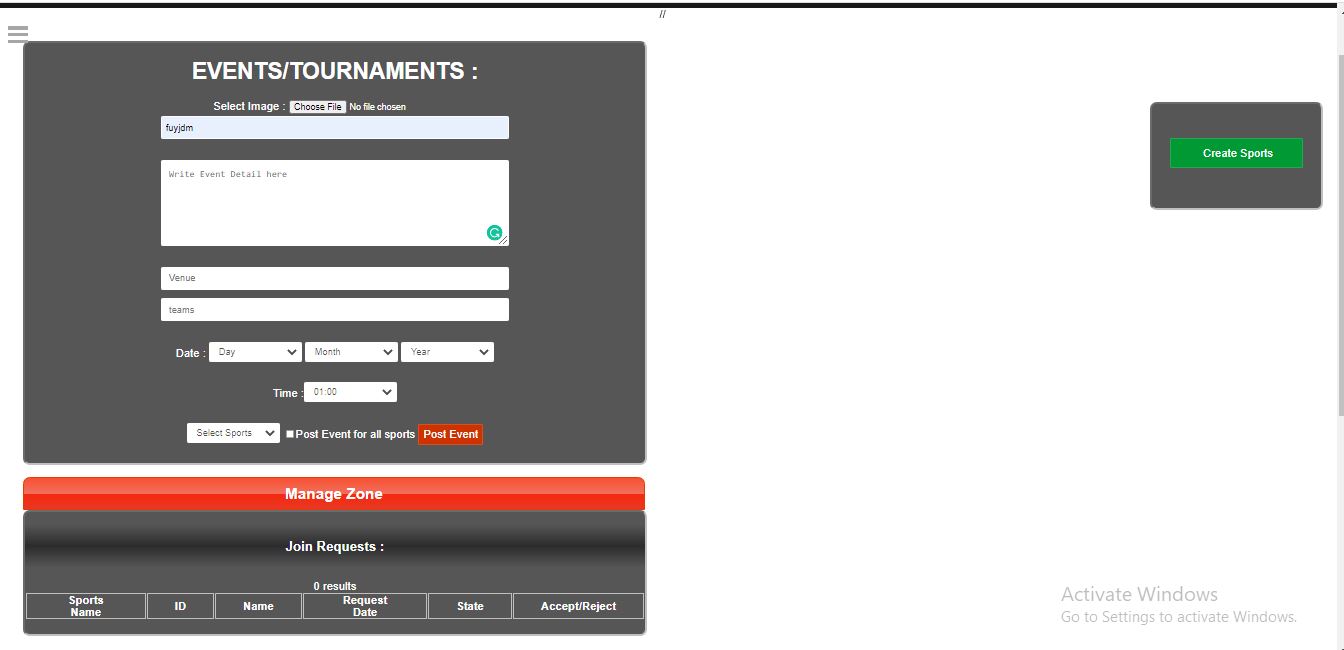 //
EVENTS/TOURNAMENTS :
Select Image : Choose File No file chosen
fuyjdm
Write Event Detail here
Venue
teams
Date : Day Month Year
Time : 01:00
Select Sports Post Event for all sports Post Event
Create Sports
Manage Zone
Join Requests :
0 results
Sports Name ID Name Request Date State Accept/Reject
Activate Windows
Go to Settings to activate Windows.